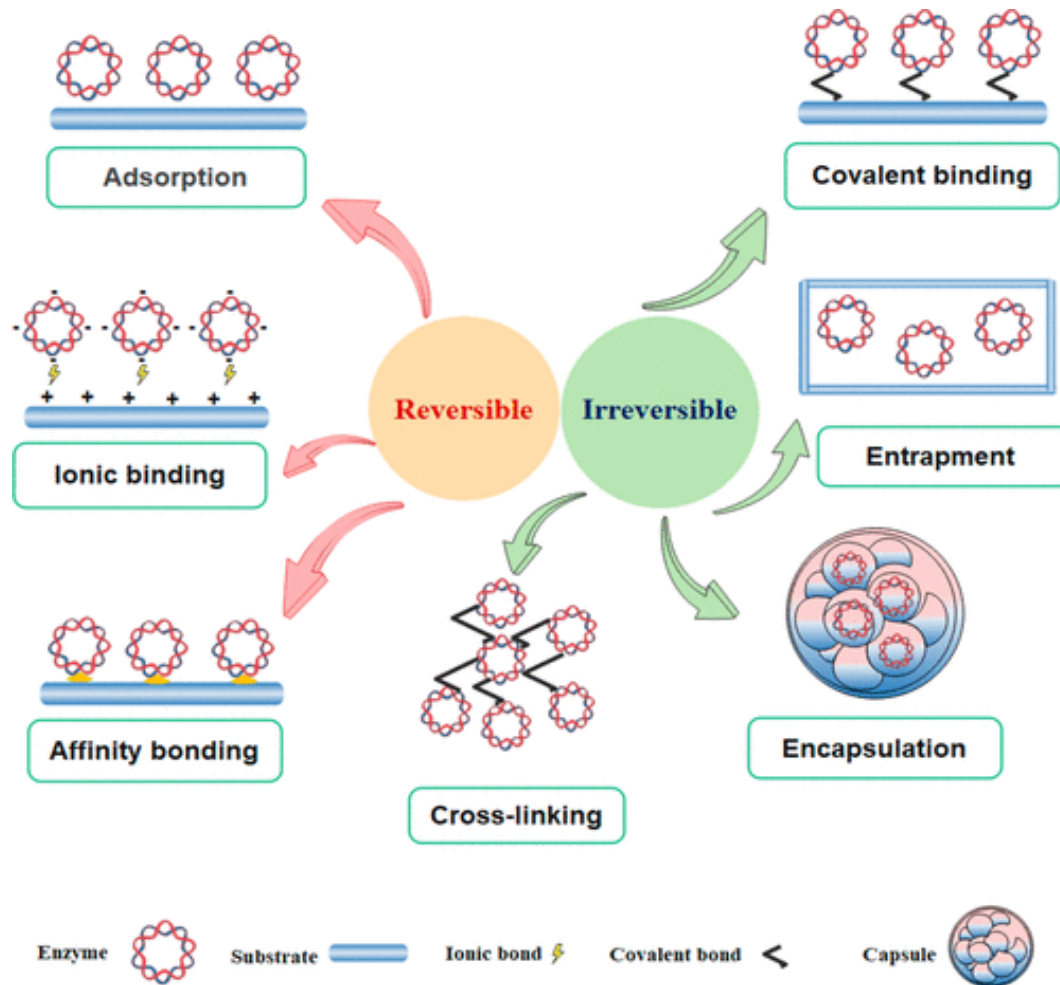 Adsorption
Covalent binding
Reversible
Irreversible
Ionic binding
Entrapment
Affinity bonding
Encapsulation
Cross-linking
Enzyme
Substrate
Ionic bond
Covalent bond
Capsule